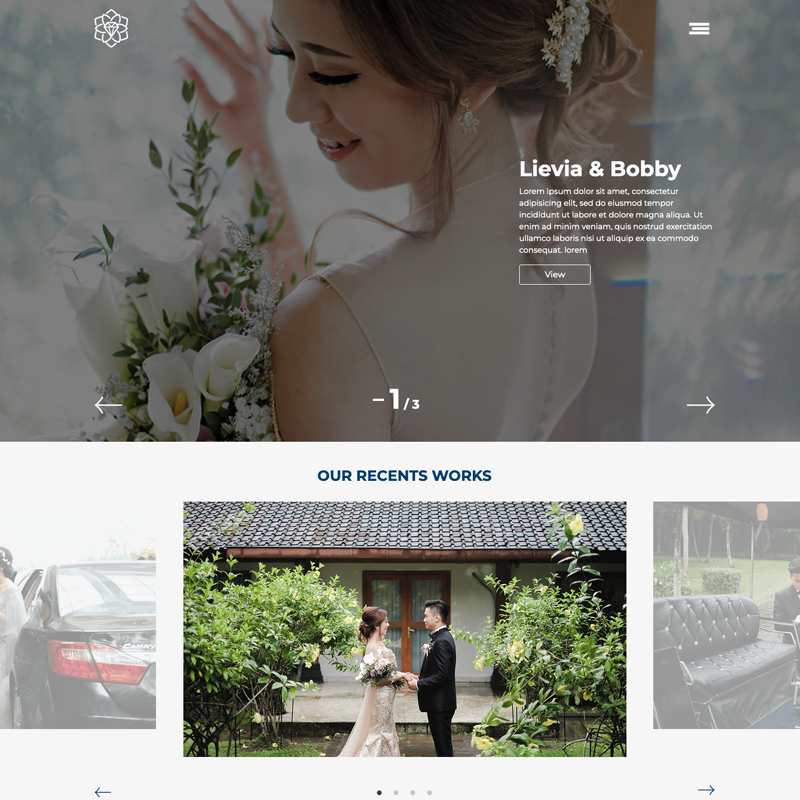 Lievia & Bobby
Lorem ipsum dolor sit amet, consectetur
adipisicing elit, sed do eiusmod tempor
incididunt ut labore et dolore magna aliqua. Ut
enim ad minim veniam, quis nostrud exercitation
ullamco laboris nisi ut aliquip ex ea commodo
consequat. lorem
View
– 1 / 3
OUR RECENTS WORKS
CAMRY